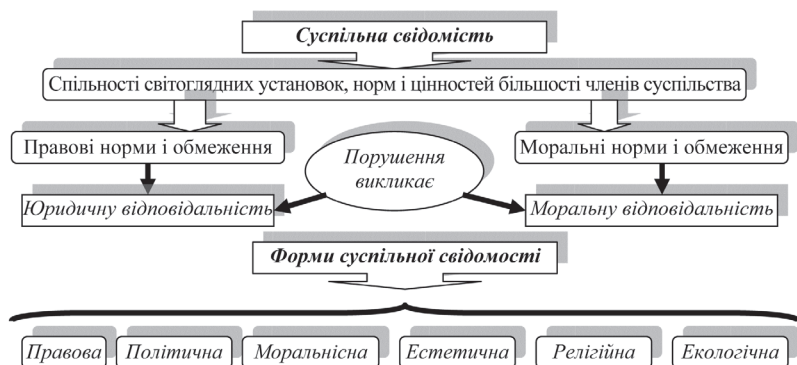 Суспільна свідомість
Спільності світоглядних установок, норм і цінностей більшості членів суспільства
Правові норми і обмеження
Порушення
викликає
Моральні норми і обмеження
Юридичну відповідальність
Моральну відповідальність
Форми суспільної свідомості
Правова
Політична
Моральнісна
Естетична
Релігійна
Екологічна